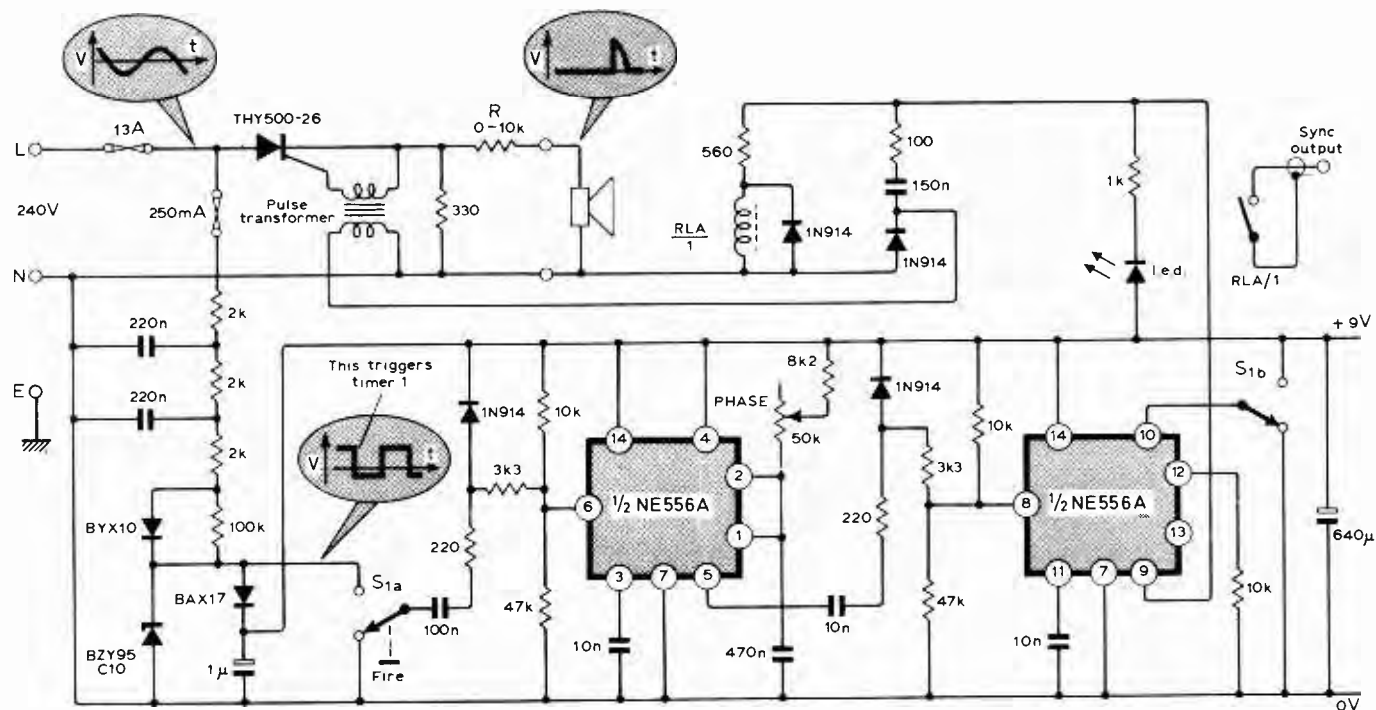 V
t
V
t
13A
THY500-26
R
0-10k
L
240V
N
E
250mA
Pulse
transformer
330
560
RLA
1
1N914
100
150n
1N914
1k
led
Sync
output
RLA/1
220n
2k
220n
2k
2k
BYX10
100k
BZY95
C10
BAX17
1μ
This triggers
timer 1
V
t
S1a
Fire
100n
1N914
3k3
220
10k
47k
14
4
6
½ NE556A
2
1
3
7
5
10n
PHASE
8k2
50k
470n
10n
1N914
220
3k3
47k
10k
14
10
8
½ NE556A
12
13
11
7
9
10n
10k
S1b
+9V
640μ
0V